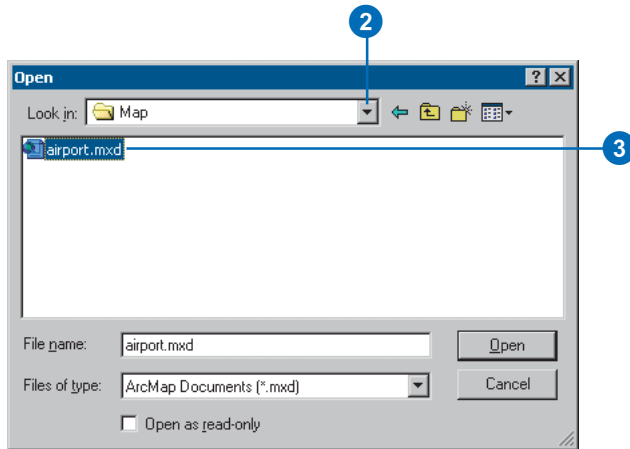 2
Open
Look in: Map
airport.mxd
3
File name: airport.mxd Open
Files of type: ArcMap Documents (*.mxd) Cancel
Open as read-only